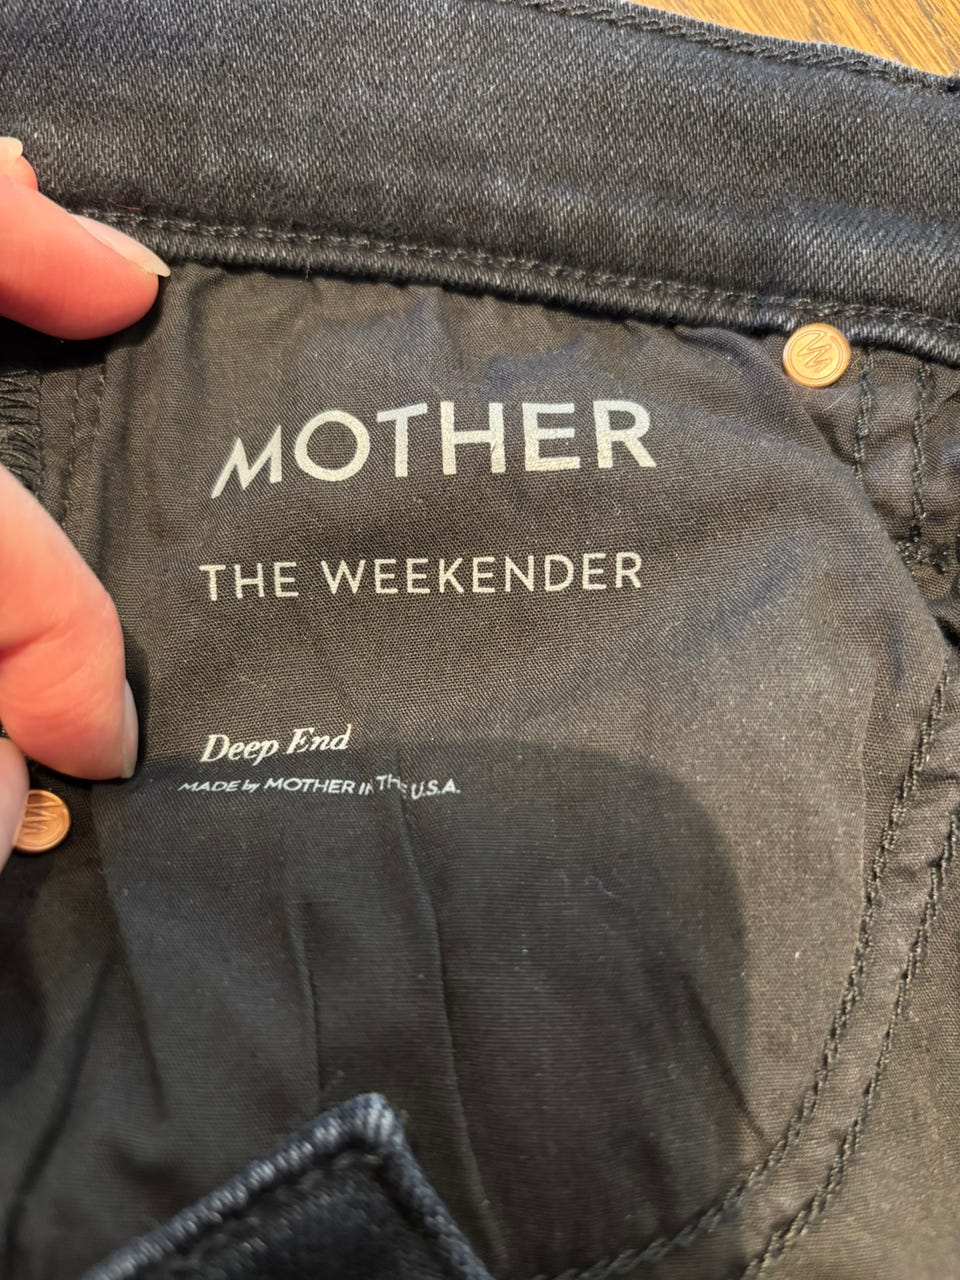 MOTHER
THE WEEKENDER
Deep End
MADE by MOTHER IN THE U.S.A.